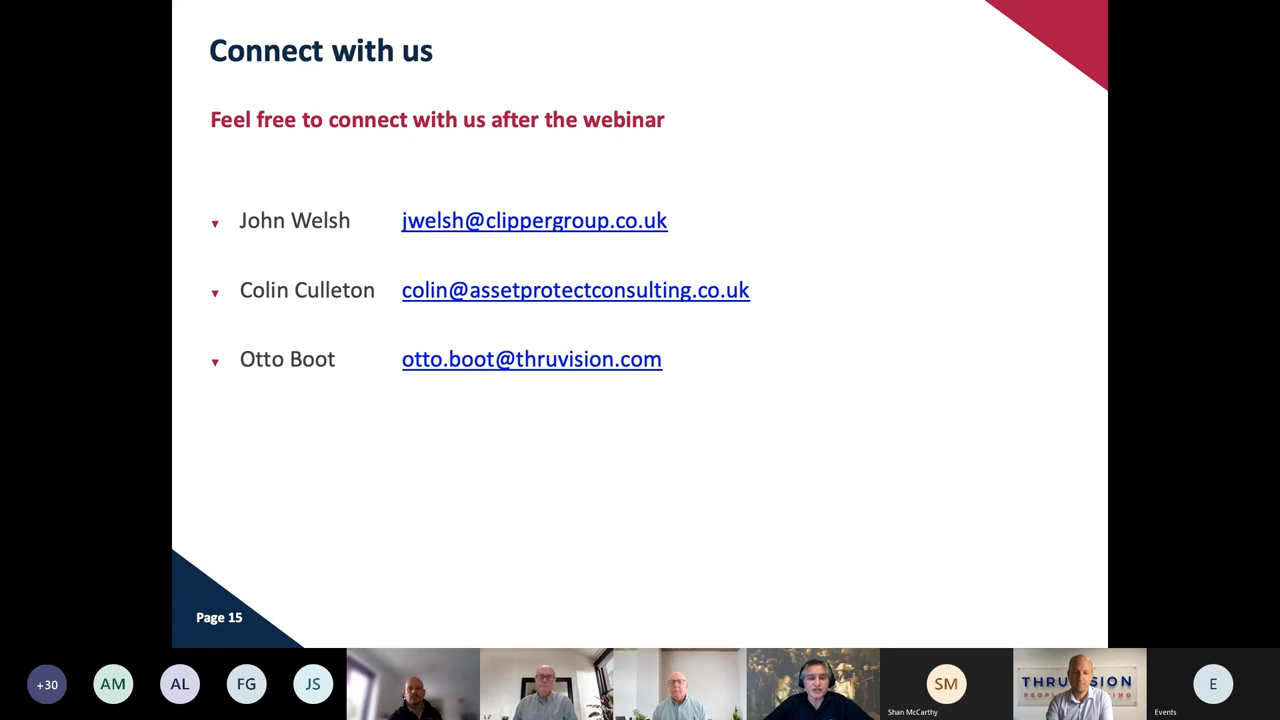 Connect with us
Feel free to connect with us after the webinar
John Welsh jwelsh@clippergroup.co.uk
Colin Culleton colin@assetprotectconsulting.co.uk
Otto Boot otto.boot@thruvision.com
Page 15
+30 AM AL FG JS SM E
Shan McCarthy
Events